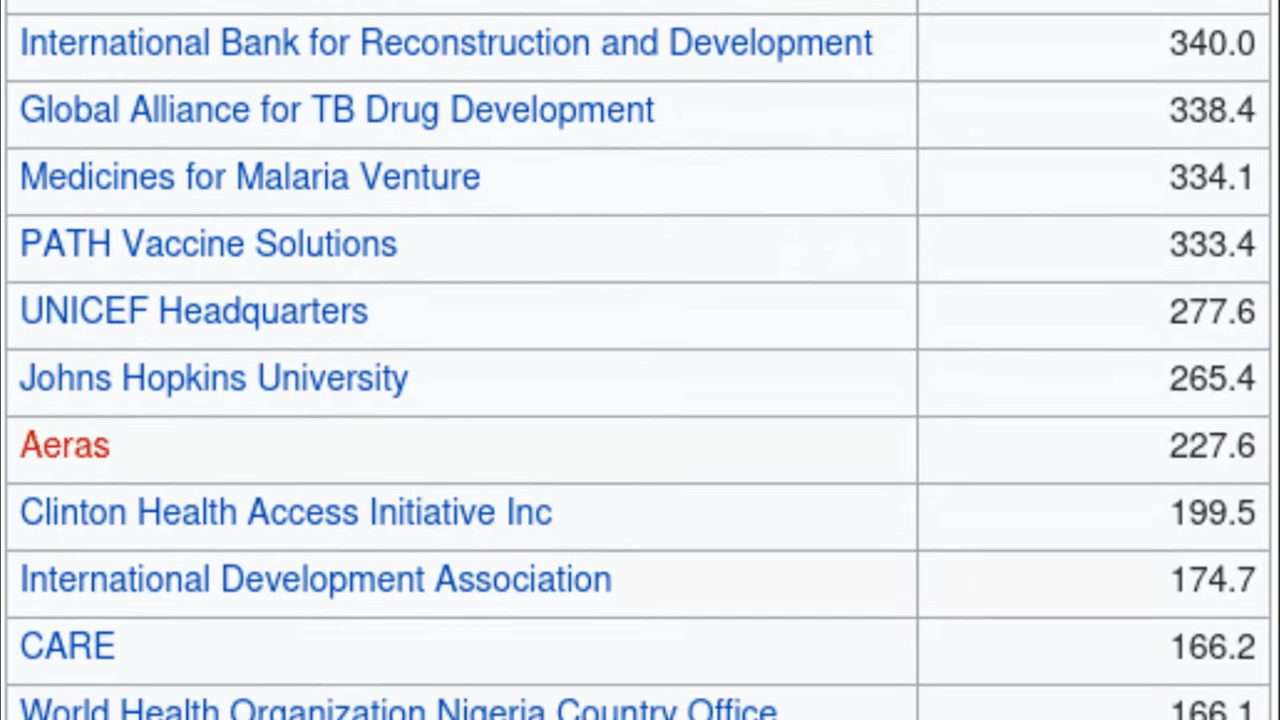 International Bank for Reconstruction and Development 340.0
Global Alliance for TB Drug Development 338.4
Medicines for Malaria Venture 334.1
PATH Vaccine Solutions 333.4
UNICEF Headquarters 277.6
Johns Hopkins University 265.4
Aeras 227.6
Clinton Health Access Initiative Inc 199.5
International Development Association 174.7
CARE 166.2
World Health Organization Nigeria Country Office 166.1